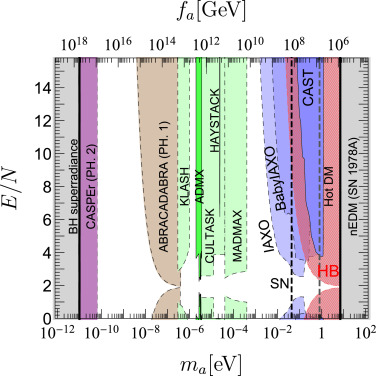 f_a[GeV]
10^18 10^16 10^14 10^12 10^10 10^8 10^6
E/N
14
12
10
8
6
4
2
0
BH superradiance
CASPEr (PH. 2)
ABRACADABRA (PH. 1)
KLASH
ADMX
CULTASK
HAYSTACK
MADMAX
IAXO
BabyIAXO
SN
CAST
Hot DM
HB
nEDM (SN 1978A)
10^−12 10^−10 10^−8 10^−6 10^−4 10^−2 1 10^2
m_a[eV]